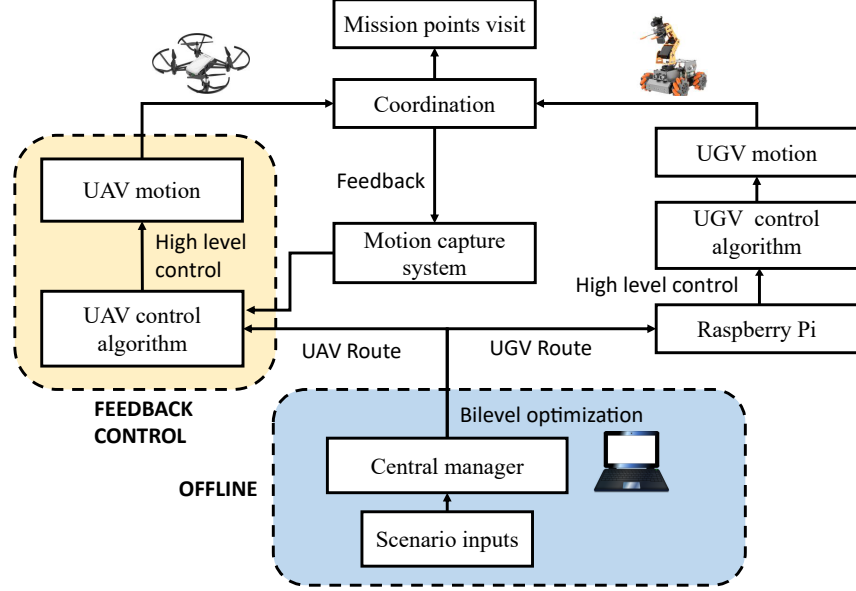 Mission points visit
Coordination
Feedback
UAV motion
UGV motion
High level
control
Motion capture
system
UGV control
algorithm
High level control
UAV control
algorithm
Raspberry Pi
UAV Route
UGV Route
FEEDBACK
CONTROL
Bilevel optimization
Central manager
OFFLINE
Scenario inputs